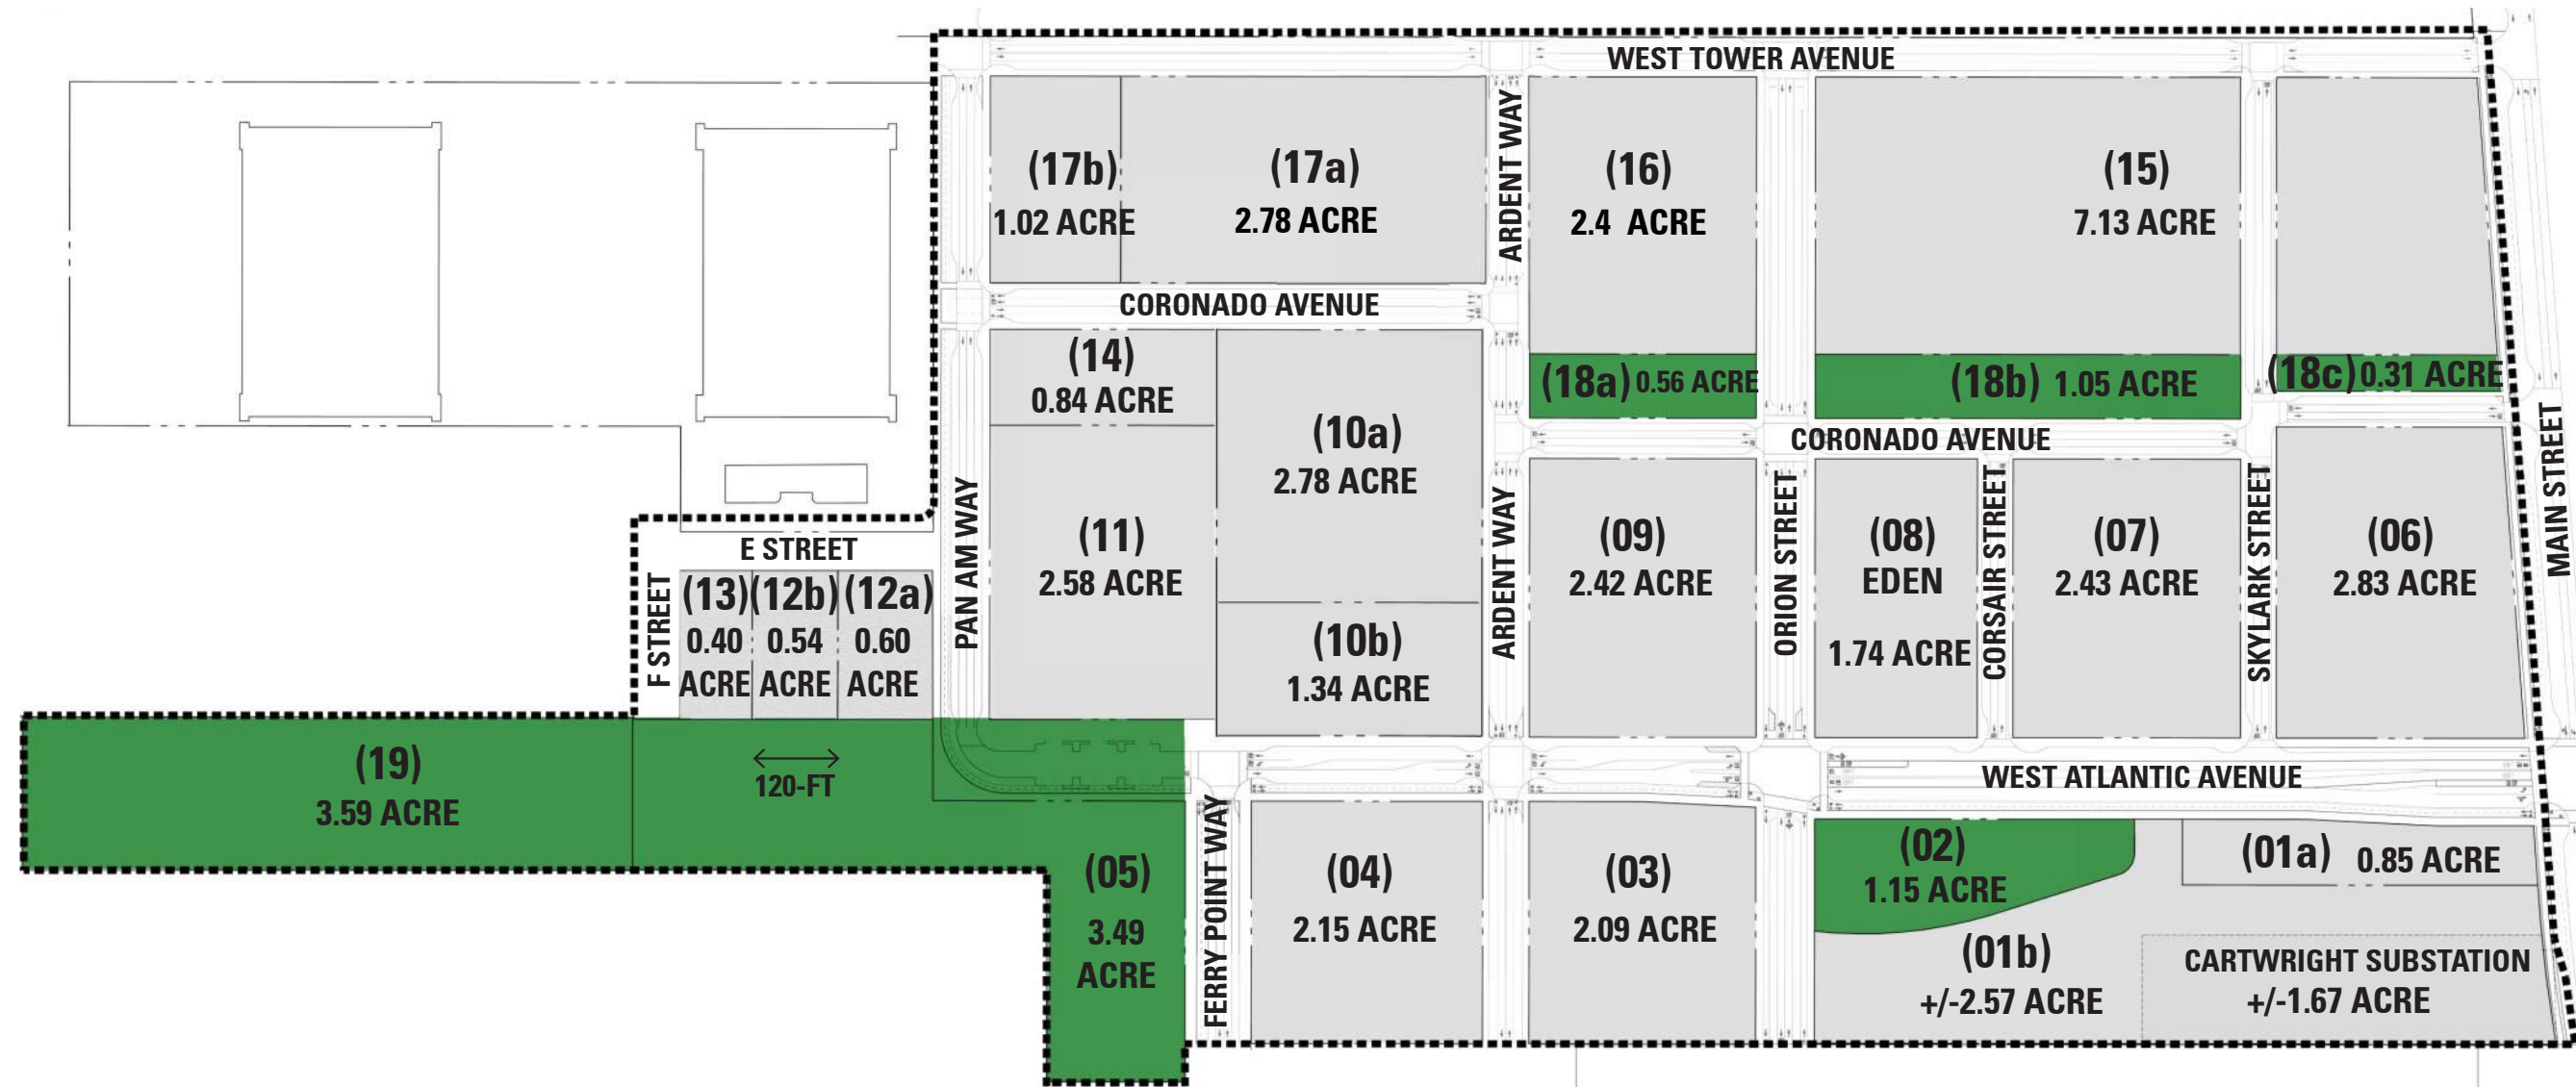 WEST TOWER AVENUE
(17b)
1.02 ACRE
(17a)
2.78 ACRE
ARDENT WAY
(16)
2.4 ACRE
(15)
7.13 ACRE
CORONADO AVENUE
(14)
0.84 ACRE
(10a)
2.78 ACRE
(18a) 0.56 ACRE
(18b) 1.05 ACRE
(18c) 0.31 ACRE
CORONADO AVENUE
MAIN STREET
E STREET
F STREET
(13)
0.40
ACRE
(12b)
0.54
ACRE
(12a)
0.60
ACRE
PAN AM WAY
(11)
2.58 ACRE
(10b)
1.34 ACRE
ARDENT WAY
(09)
2.42 ACRE
ORION STREET
(08)
EDEN
1.74 ACRE
CORSAIR STREET
(07)
2.43 ACRE
SKYLARK STREET
(06)
2.83 ACRE
(19)
3.59 ACRE
120-FT
WEST ATLANTIC AVENUE
(05)
3.49
ACRE
FERRY POINT WAY
(04)
2.15 ACRE
(03)
2.09 ACRE
(02)
1.15 ACRE
(01a) 0.85 ACRE
(01b)
+/-2.57 ACRE
CARTWRIGHT SUBSTATION
+/-1.67 ACRE